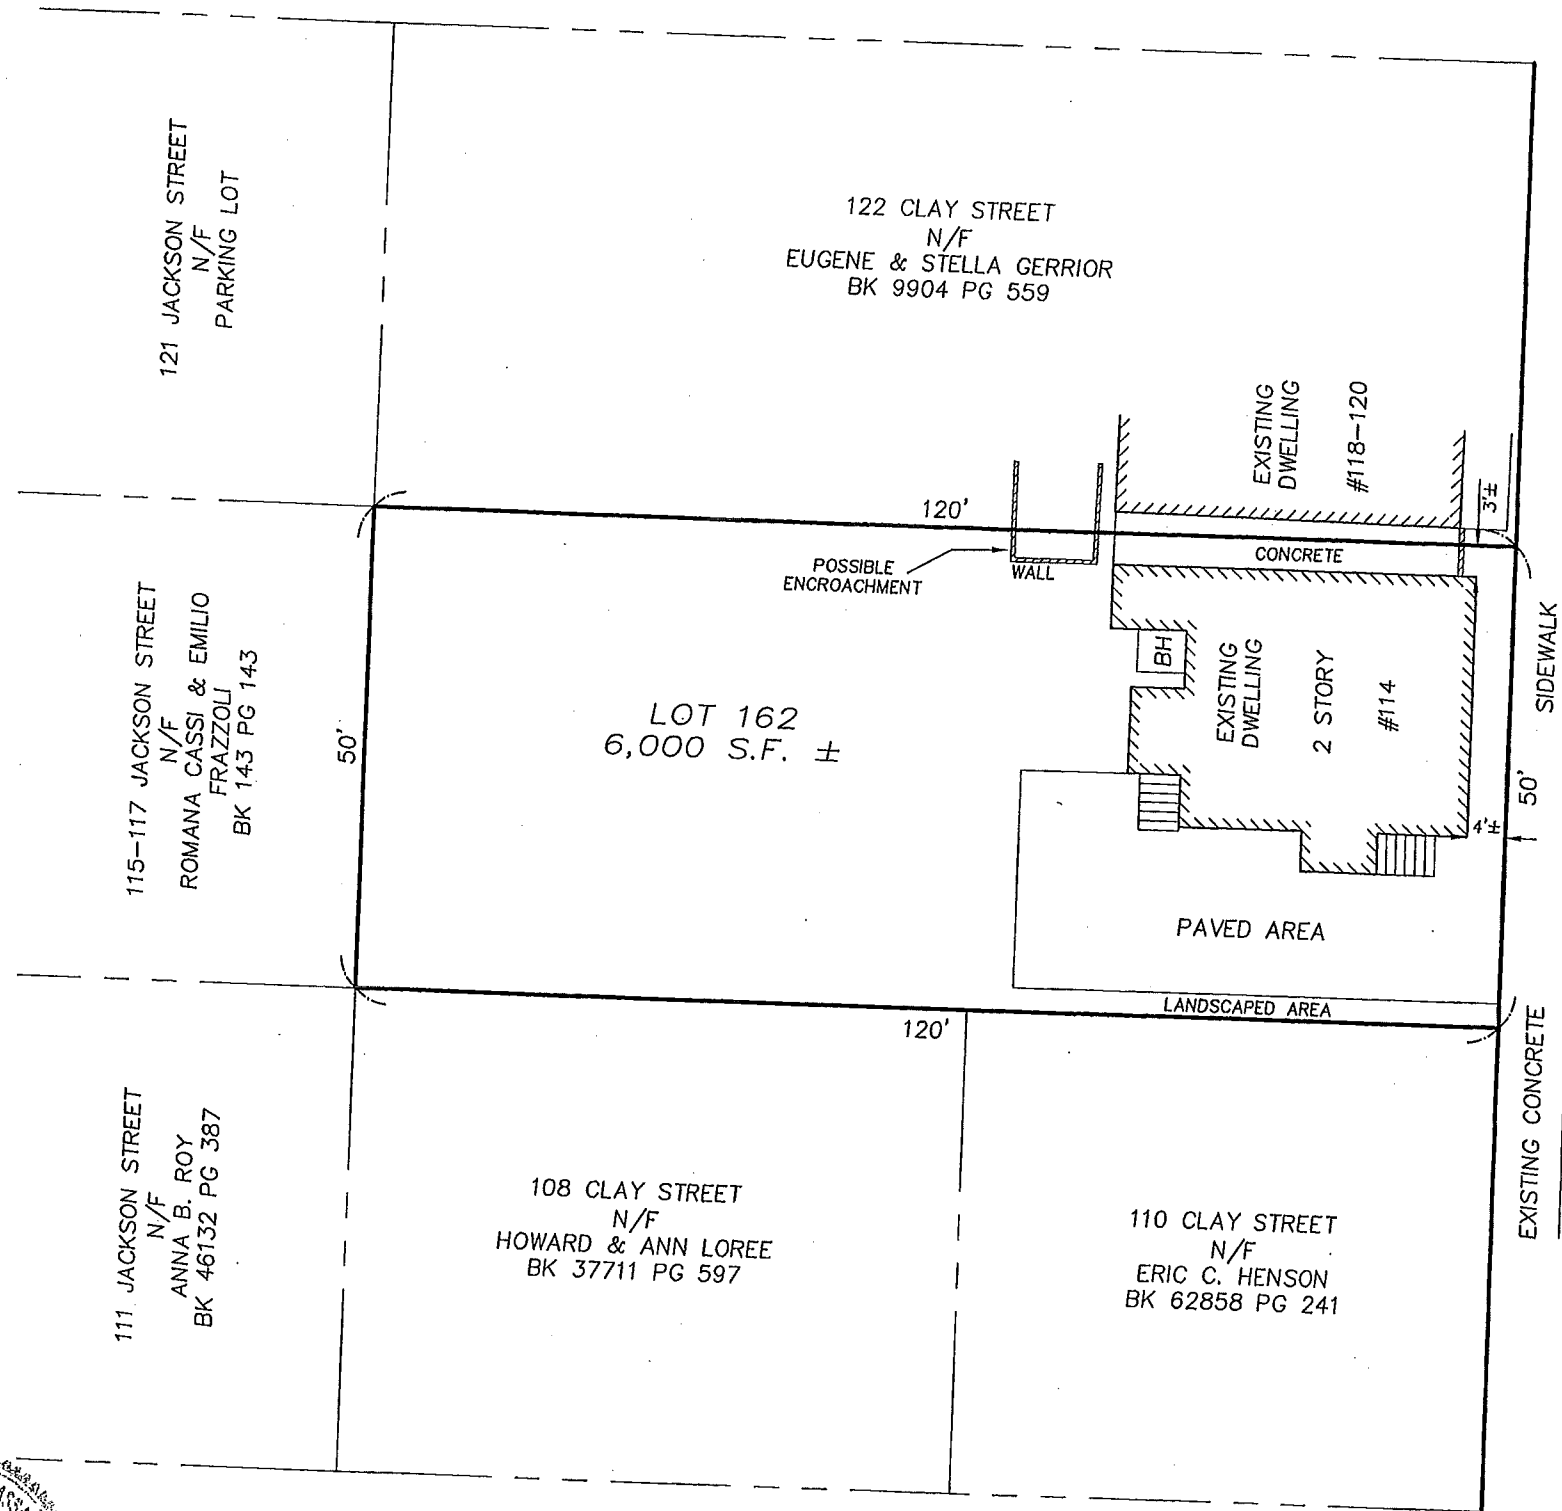 121 JACKSON STREET
N/F
PARKING LOT
122 CLAY STREET
N/F
EUGENE & STELLA GERRIOR
BK 9904 PG 559
EXISTING
DWELLING
#118-120
3'±
120'
CONCRETE
POSSIBLE
ENCROACHMENT
WALL
115-117 JACKSON STREET
N/F
ROMANA CASSI & EMILIO
FRAZZOLI
BK 143 PG 143
50'
LOT 162
6,000 S.F. ±
BH
EXISTING
DWELLING
2 STORY
#114
SIDEWALK
50'
4'±
PAVED AREA
LANDSCAPED AREA
120'
EXISTING CONCRETE
111 JACKSON STREET
N/F
ANNA B. ROY
BK 46132 PG 387
108 CLAY STREET
N/F
HOWARD & ANN LOREE
BK 37711 PG 597
110 CLAY STREET
N/F
ERIC C. HENSON
BK 62858 PG 241